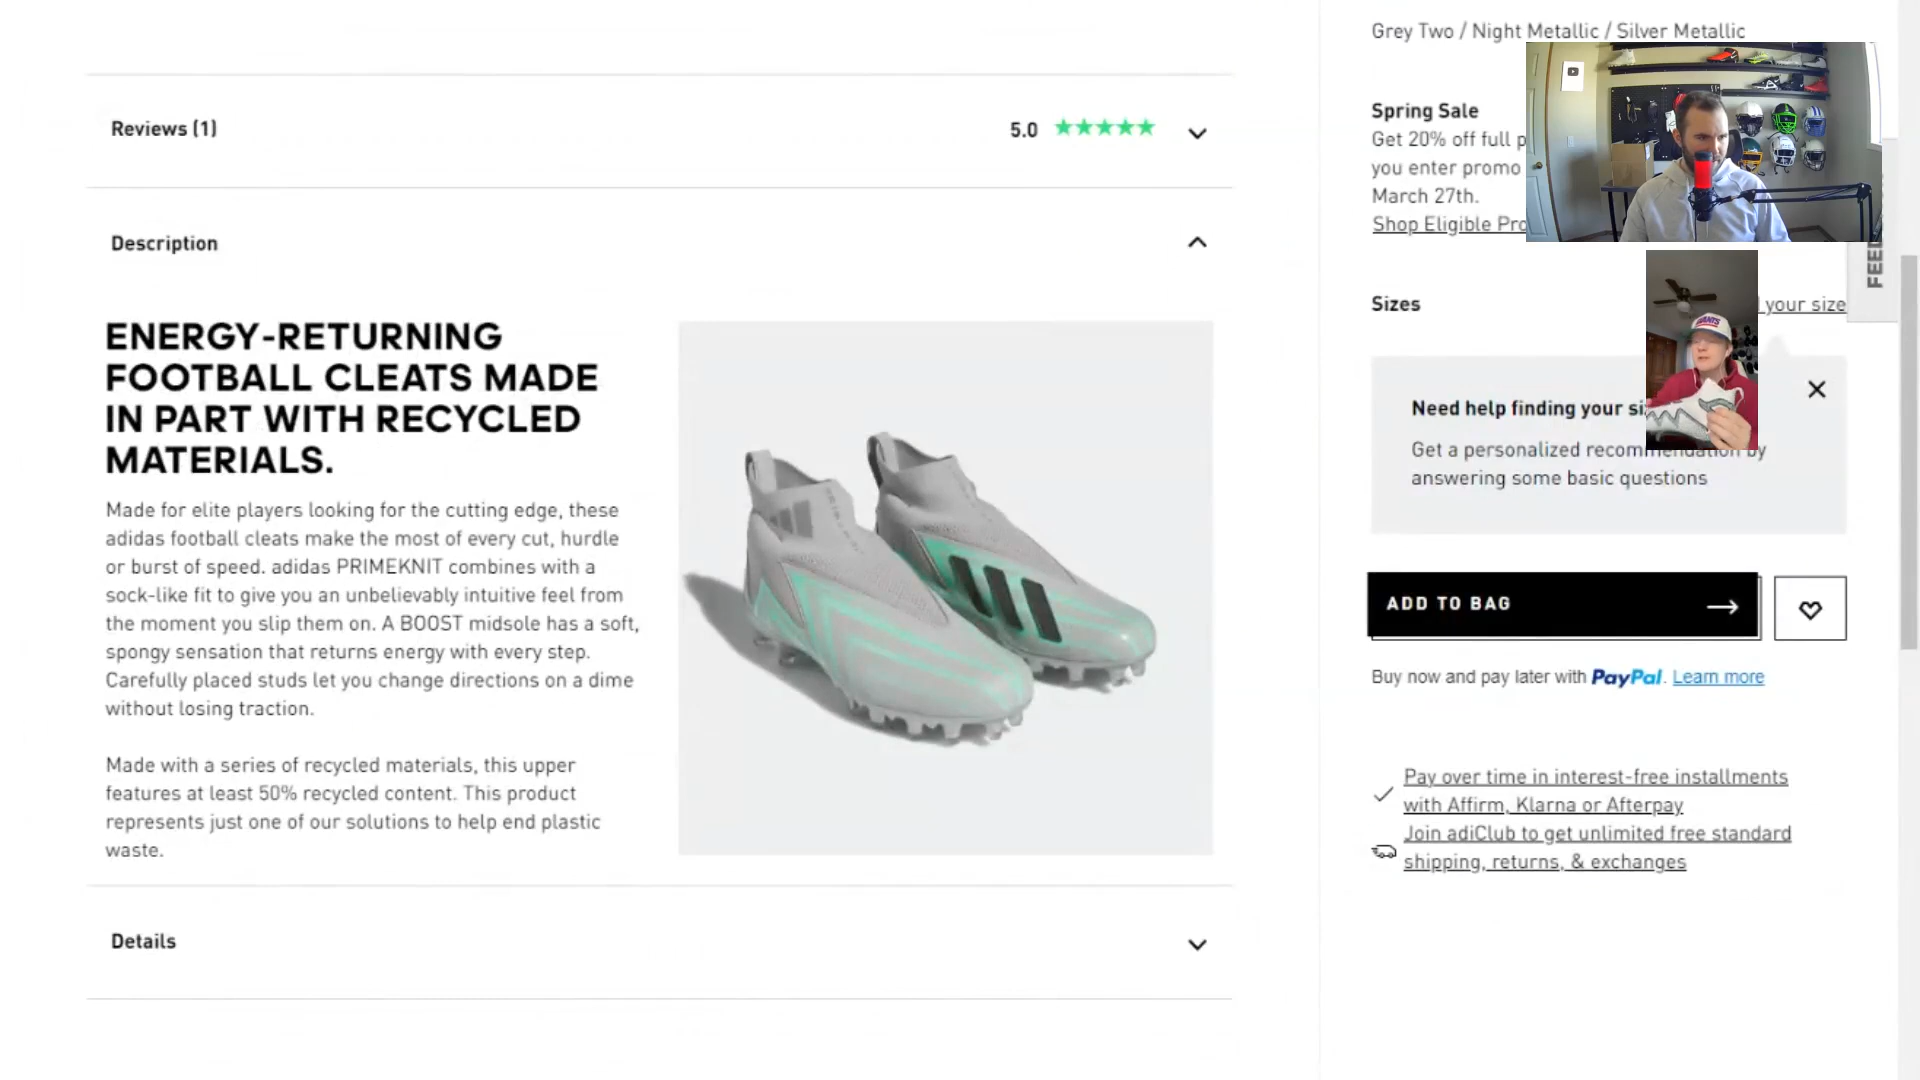 Grey Two / Night Metallic / Silver Metallic
Reviews (1)
5.0
Spring Sale
Get 20% off full p
you enter promo
March 27th.
Shop Eligible Pro
Description
Sizes
your size
ENERGY-RETURNING
FOOTBALL CLEATS MADE
IN PART WITH RECYCLED
MATERIALS.
Need help finding your si
Get a personalized recommendation by
answering some basic questions
Made for elite players looking for the cutting edge, these
adidas football cleats make the most of every cut, hurdle
or burst of speed. adidas PRIMEKNIT combines with a
sock-like fit to give you an unbelievably intuitive feel from
the moment you slip them on. A BOOST midsole has a soft,
spongy sensation that returns energy with every step.
Carefully placed studs let you change directions on a dime
without losing traction.
Made with a series of recycled materials, this upper
features at least 50% recycled content. This product
represents just one of our solutions to help end plastic
waste.
ADD TO BAG
Buy now and pay later with PayPal. Learn more
Pay over time in interest-free installments
with Affirm, Klarna or Afterpay
Join adiClub to get unlimited free standard
shipping, returns, & exchanges
Details
FEED
GIANTS